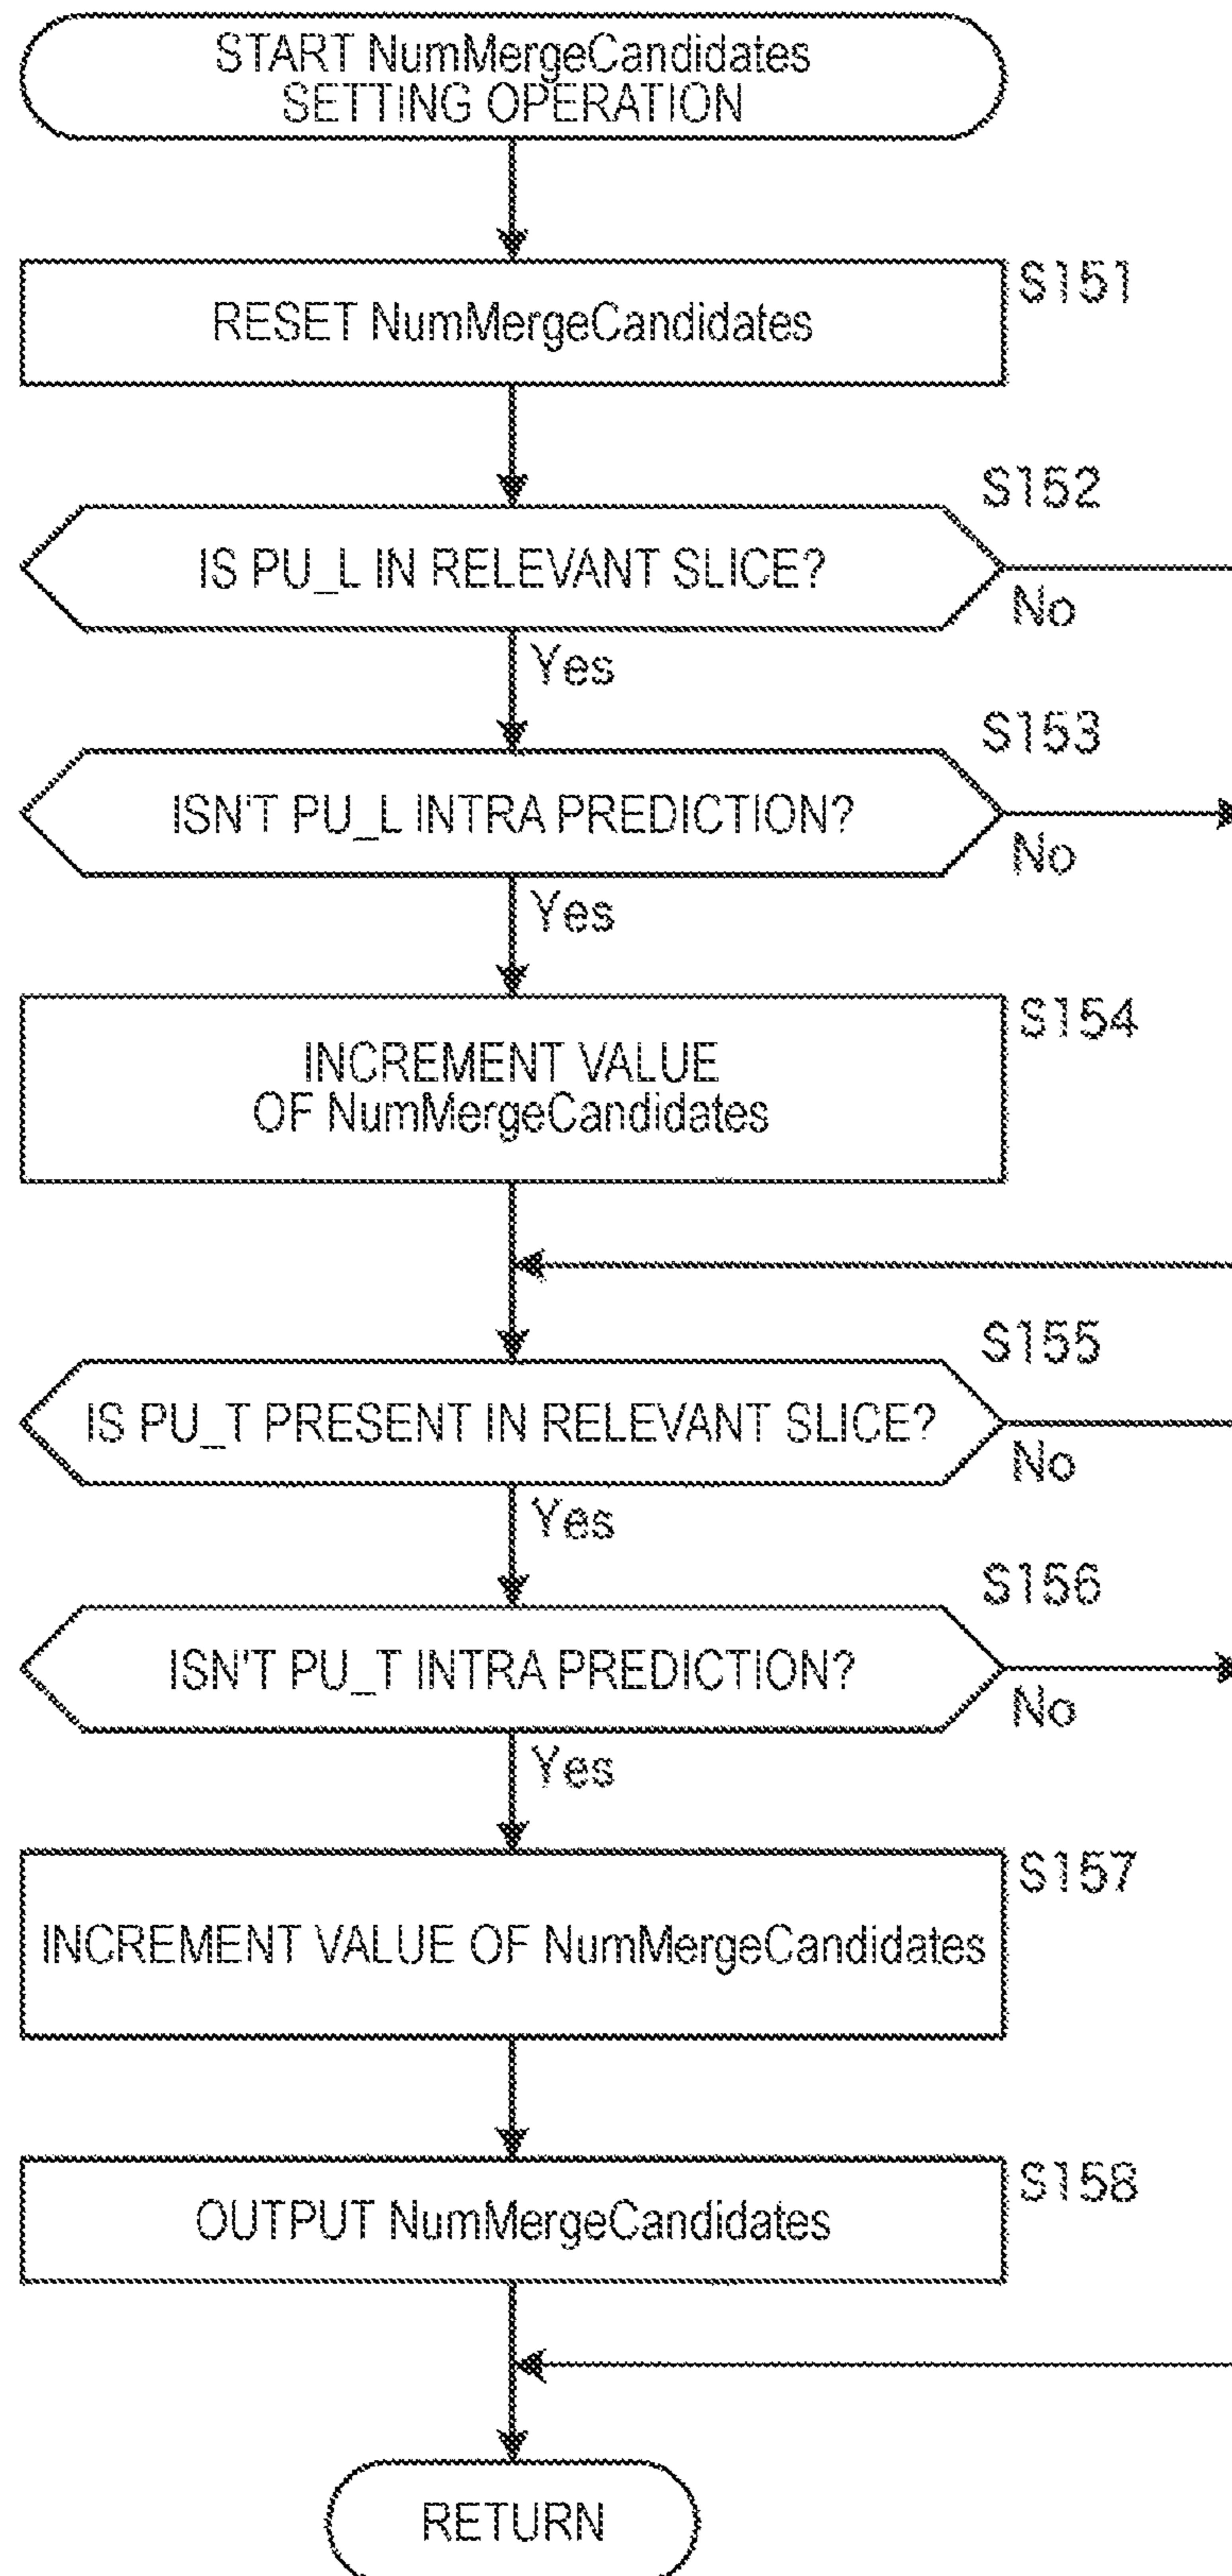 START NumMergeCandidates
SETTING OPERATION
RESET NumMergeCandidates
S151
S152
IS PU_L IN RELEVANT SLICE?
No
Yes
S153
ISN'T PU_L INTRA PREDICTION?
No
Yes
S154
INCREMENT VALUE
OF NumMergeCandidates
S155
IS PU_T PRESENT IN RELEVANT SLICE?
No
Yes
S156
ISN'T PU_T INTRA PREDICTION?
No
Yes
S157
INCREMENT VALUE OF NumMergeCandidates
S158
OUTPUT NumMergeCandidates
RETURN